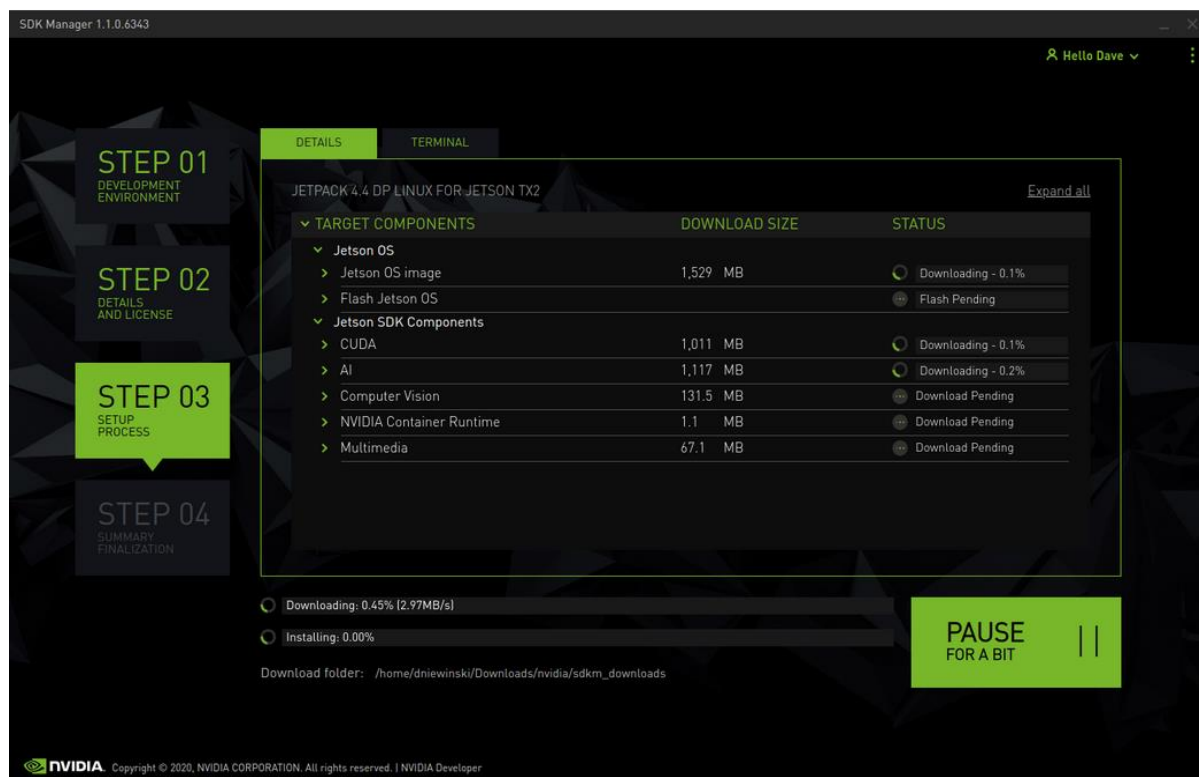 SDK Manager 1.1.0.6343
Hello Dave
STEP 01
DEVELOPMENT
ENVIRONMENT
STEP 02
DETAILS
AND LICENSE
STEP 03
SETUP
PROCESS
STEP 04
SUMMARY
FINALIZATION
DETAILS TERMINAL
JETPACK 4.4 DP LINUX FOR JETSON TX2 Expand all
TARGET COMPONENTS DOWNLOAD SIZE STATUS
Jetson OS
Jetson OS image 1,529 MB Downloading - 0.1%
Flash Jetson OS Flash Pending
Jetson SDK Components
CUDA 1,011 MB Downloading - 0.1%
AI 1,117 MB Downloading - 0.2%
Computer Vision 131.5 MB Download Pending
NVIDIA Container Runtime 1.1 MB Download Pending
Multimedia 67.1 MB Download Pending
Downloading: 0.45% (2.97MB/s)
Installing: 0.00%
Download folder: /home/dniewinski/Downloads/nvidia/sdkm_downloads
PAUSE
FOR A BIT
NVIDIA. Copyright © 2020, NVIDIA CORPORATION. All rights reserved. | NVIDIA Developer